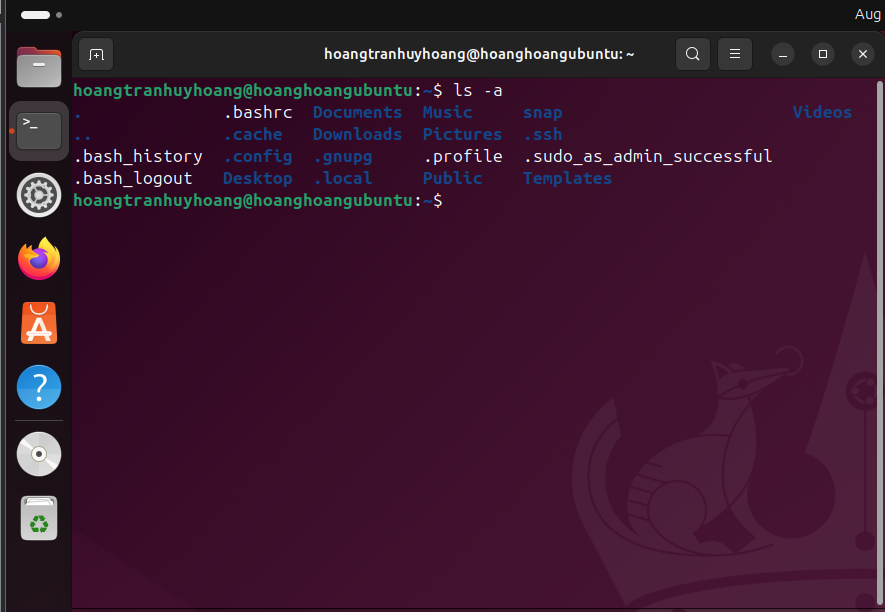 Aug
hoangtranhuyhoang@hoanghoangubuntu: ~
hoangtranhuyhoang@hoanghoangubuntu:~$ ls -a
. .bashrc Documents Music snap Videos
.. .cache Downloads Pictures .ssh
.bash_history .config .gnupg .profile .sudo_as_admin_successful
.bash_logout Desktop .local Public Templates
hoangtranhuyhoang@hoanghoangubuntu:~$